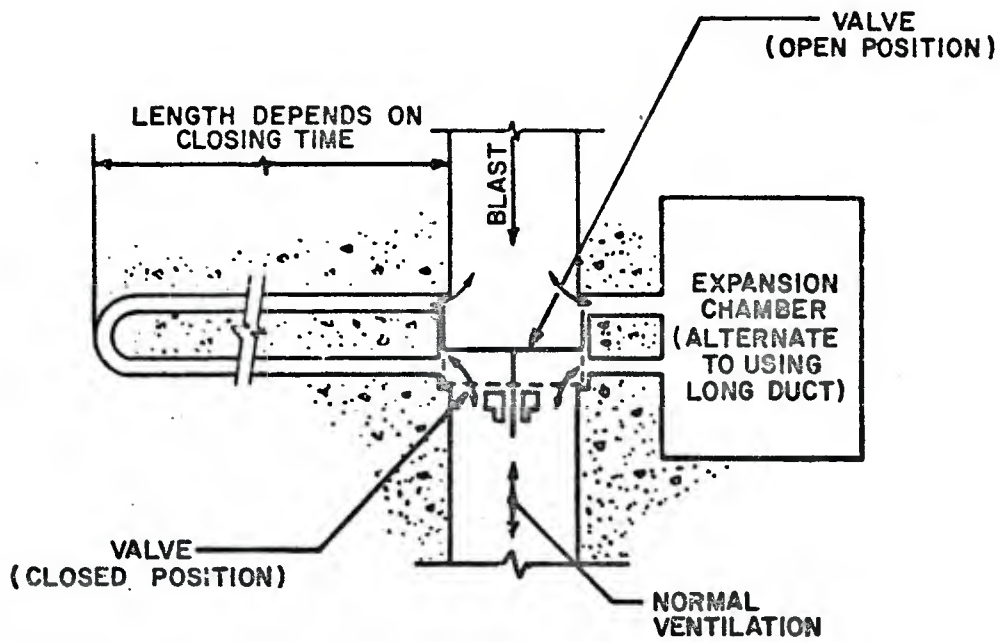 VALVE
(OPEN POSITION)
LENGTH DEPENDS ON
CLOSING TIME
BLAST
EXPANSION
CHAMBER
(ALTERNATE
TO USING
LONG DUCT)
VALVE
(CLOSED POSITION)
NORMAL
VENTILATION